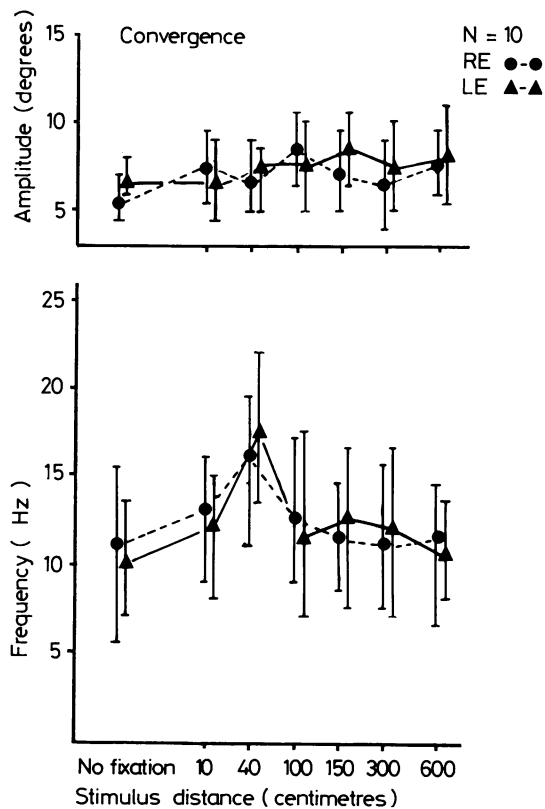 Convergence
N = 10
RE ●-●
LE ▲-▲
Amplitude (degrees)
15
10
5
Frequency ( Hz )
25
20
15
10
5
No fixation 10 40 100 150 300 600
Stimulus distance (centimetres)